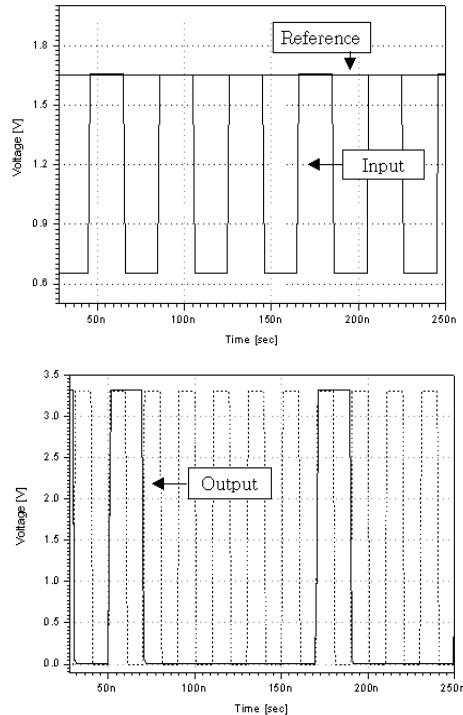 Reference
Input
Voltage [V]
1.8
1.5
1.2
0.9
0.6
50n
100n
150n
200n
250n
Time [sec]
Output
Voltage [V]
3.5
3.0
2.5
2.0
1.5
1.0
0.5
0.0
50n
100n
150n
200n
250n
Time [sec]